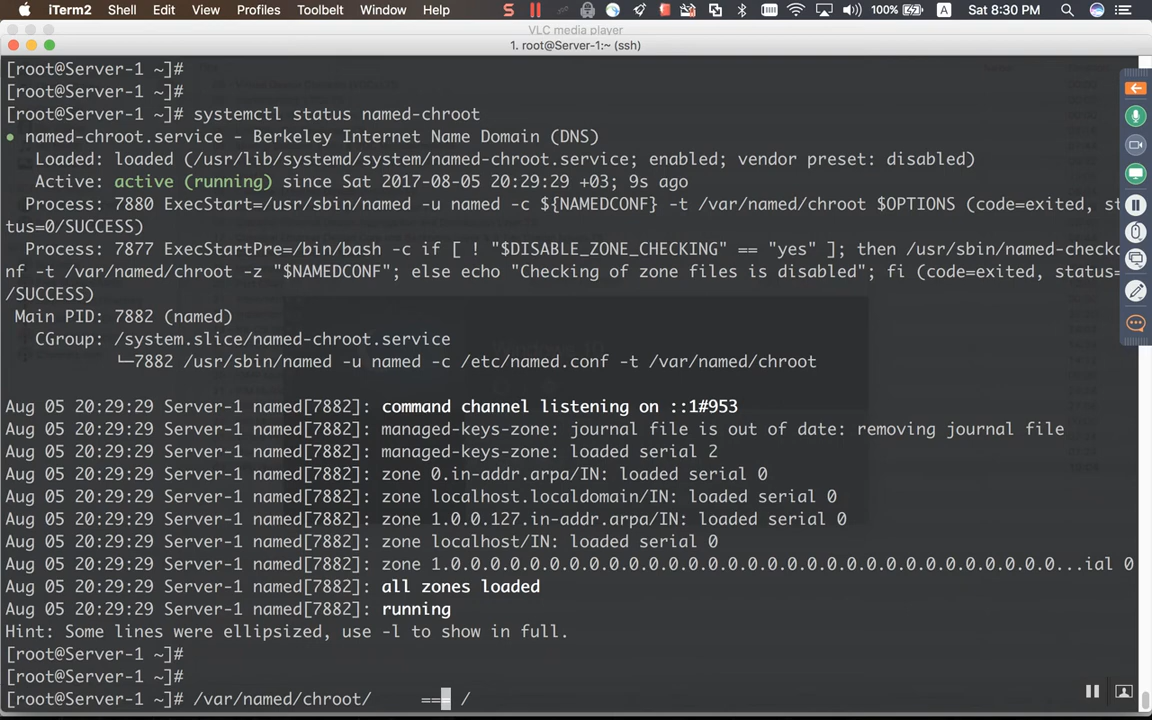 iTerm2 Shell Edit View Profiles Toolbelt Window Help 100% A Sat 8:30 PM
VLC media player
1. root@Server-1:~ (ssh)
[root@Server-1 ~]#
[root@Server-1 ~]#
[root@Server-1 ~]# systemctl status named-chroot
● named-chroot.service - Berkeley Internet Name Domain (DNS)
Loaded: loaded (/usr/lib/systemd/system/named-chroot.service; enabled; vendor preset: disabled)
Active: active (running) since Sat 2017-08-05 20:29:29 +03; 9s ago
Process: 7880 ExecStart=/usr/sbin/named -u named -c ${NAMEDCONF} -t /var/named/chroot $OPTIONS (code=exited, sta
tus=0/SUCCESS)
Process: 7877 ExecStartPre=/bin/bash -c if [ ! "$DISABLE_ZONE_CHECKING" == "yes" ]; then /usr/sbin/named-checkco
nf -t /var/named/chroot -z "$NAMEDCONF"; else echo "Checking of zone files is disabled"; fi (code=exited, status=
/SUCCESS)
Main PID: 7882 (named)
CGroup: /system.slice/named-chroot.service
└─7882 /usr/sbin/named -u named -c /etc/named.conf -t /var/named/chroot
Aug 05 20:29:29 Server-1 named[7882]: command channel listening on ::1#953
Aug 05 20:29:29 Server-1 named[7882]: managed-keys-zone: journal file is out of date: removing journal file
Aug 05 20:29:29 Server-1 named[7882]: managed-keys-zone: loaded serial 2
Aug 05 20:29:29 Server-1 named[7882]: zone 0.in-addr.arpa/IN: loaded serial 0
Aug 05 20:29:29 Server-1 named[7882]: zone localhost.localdomain/IN: loaded serial 0
Aug 05 20:29:29 Server-1 named[7882]: zone 1.0.0.127.in-addr.arpa/IN: loaded serial 0
Aug 05 20:29:29 Server-1 named[7882]: zone localhost/IN: loaded serial 0
Aug 05 20:29:29 Server-1 named[7882]: zone 1.0.0.0.0.0.0.0.0.0.0.0.0.0.0.0.0.0.0.0.0.0.0.0.0.0.0.0.0...ial 0
Aug 05 20:29:29 Server-1 named[7882]: all zones loaded
Aug 05 20:29:29 Server-1 named[7882]: running
Hint: Some lines were ellipsized, use -l to show in full.
[root@Server-1 ~]#
[root@Server-1 ~]#
[root@Server-1 ~]# /var/named/chroot/ === /